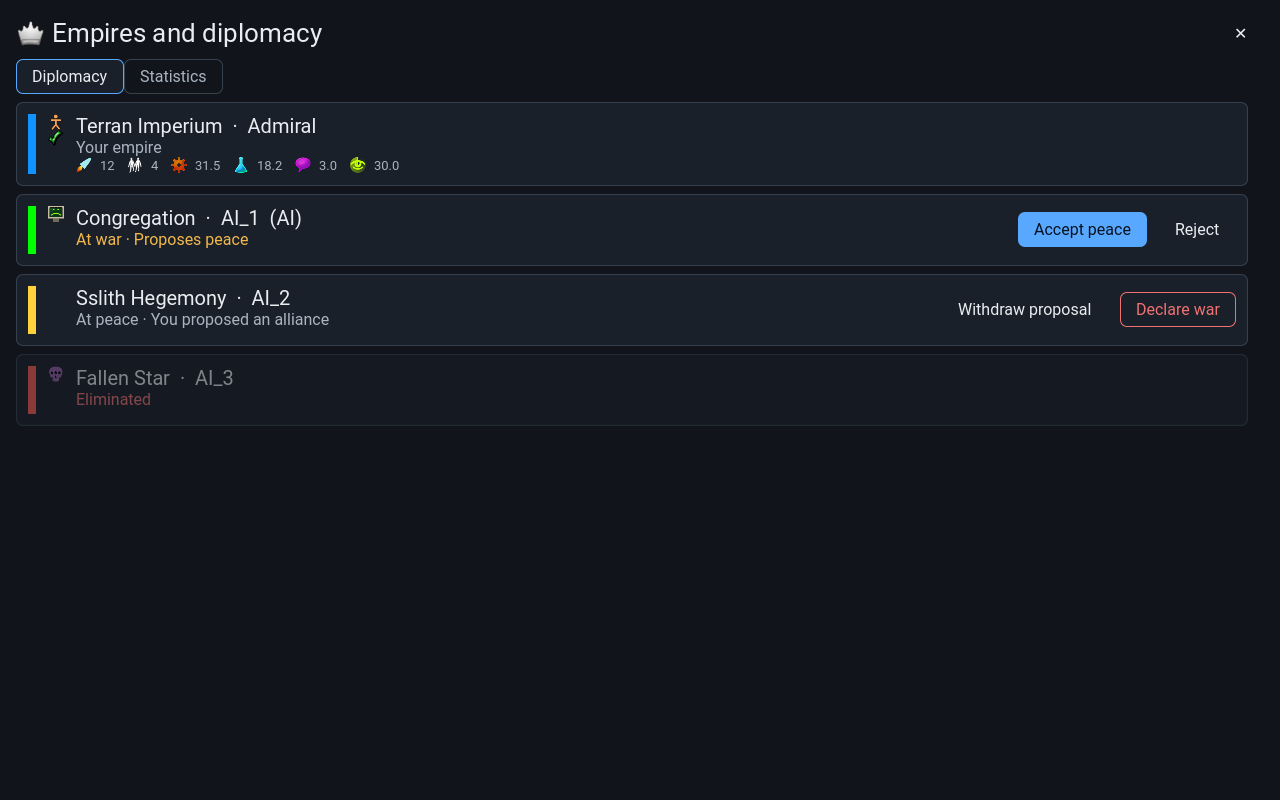 Empires and diplomacy
×
Diplomacy
Statistics
Terran Imperium · Admiral
Your empire
12 4 31.5 18.2 3.0 30.0
Congregation · AI_1 (AI)
At war · Proposes peace
Accept peace
Reject
Sslith Hegemony · AI_2
At peace · You proposed an alliance
Withdraw proposal
Declare war
Fallen Star · AI_3
Eliminated